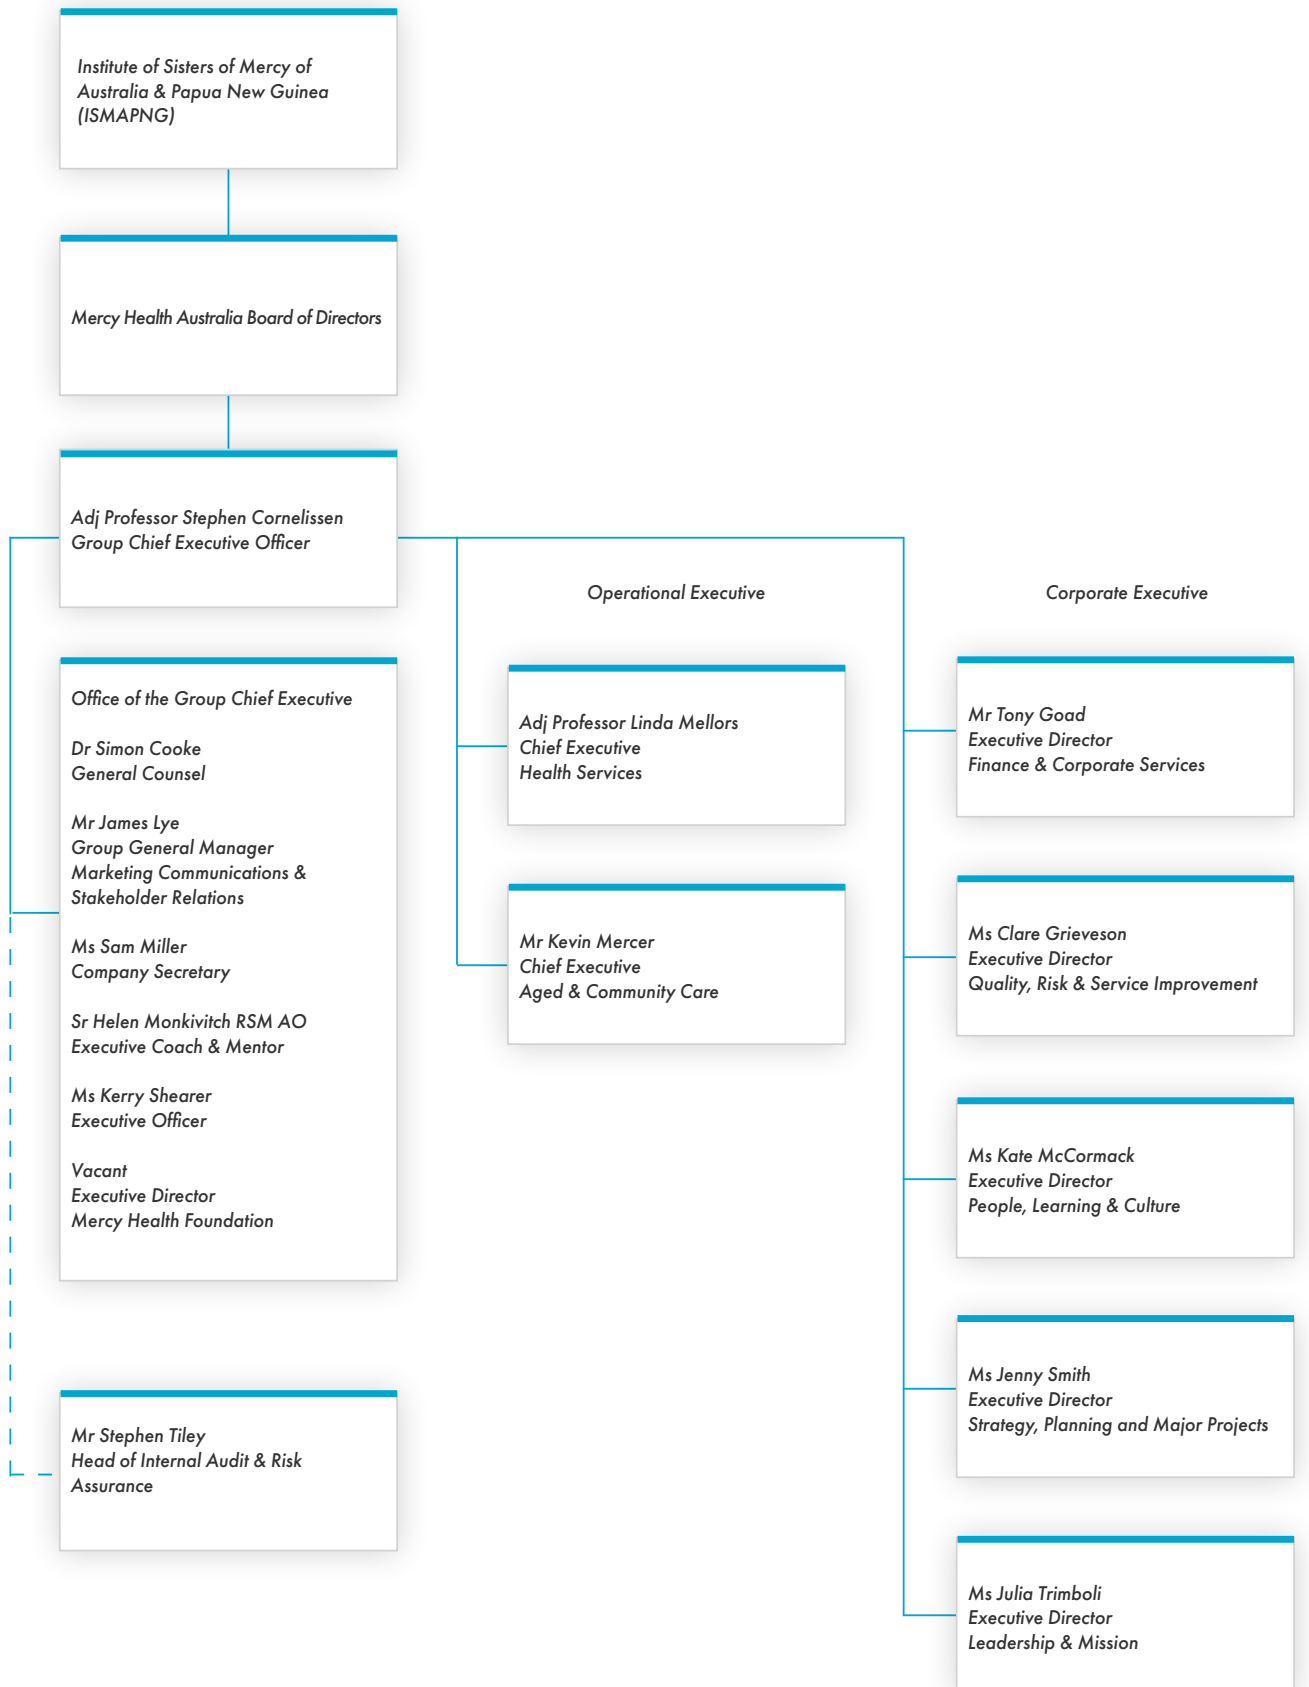 Institute of Sisters of Mercy of
Australia & Papua New Guinea
(ISMAPNG)
Mercy Health Australia Board of Directors
Adj Professor Stephen Cornelissen
Group Chief Executive Officer
Office of the Group Chief Executive
Dr Simon Cooke
General Counsel
Mr James Lye
Group General Manager
Marketing Communications &
Stakeholder Relations
Ms Sam Miller
Company Secretary
Sr Helen Monkivitch RSM AO
Executive Coach & Mentor
Ms Kerry Shearer
Executive Officer
Vacant
Executive Director
Mercy Health Foundation
Mr Stephen Tiley
Head of Internal Audit & Risk
Assurance
Operational Executive
Adj Professor Linda Mellors
Chief Executive
Health Services
Mr Kevin Mercer
Chief Executive
Aged & Community Care
Corporate Executive
Mr Tony Goad
Executive Director
Finance & Corporate Services
Ms Clare Grieveson
Executive Director
Quality, Risk & Service Improvement
Ms Kate McCormack
Executive Director
People, Learning & Culture
Ms Jenny Smith
Executive Director
Strategy, Planning and Major Projects
Ms Julia Trimboli
Executive Director
Leadership & Mission